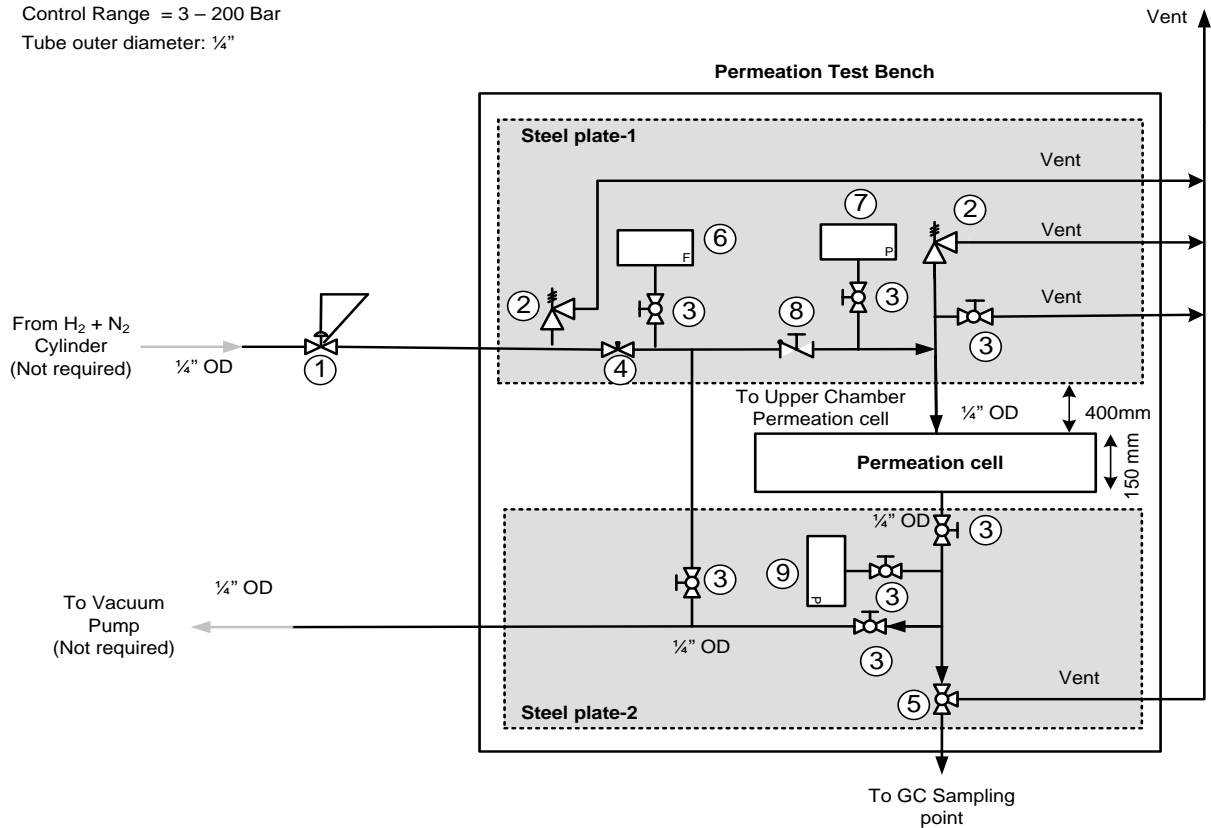 Control Range = 3 – 200 Bar
Tube outer diameter: ¼”
Vent
Permeation Test Bench
Steel plate-1
Vent
7
2
6
F
P
Vent
2
3
3
8
Vent
From H₂ + N₂
Cylinder
(Not required)
¼” OD
1
4
3
To Upper Chamber
Permeation cell
¼” OD
400mm
Permeation cell
150 mm
¼” OD
3
9
P
3
3
¼” OD
To Vacuum
Pump
(Not required)
¼” OD
3
Vent
5
Steel plate-2
To GC Sampling
point